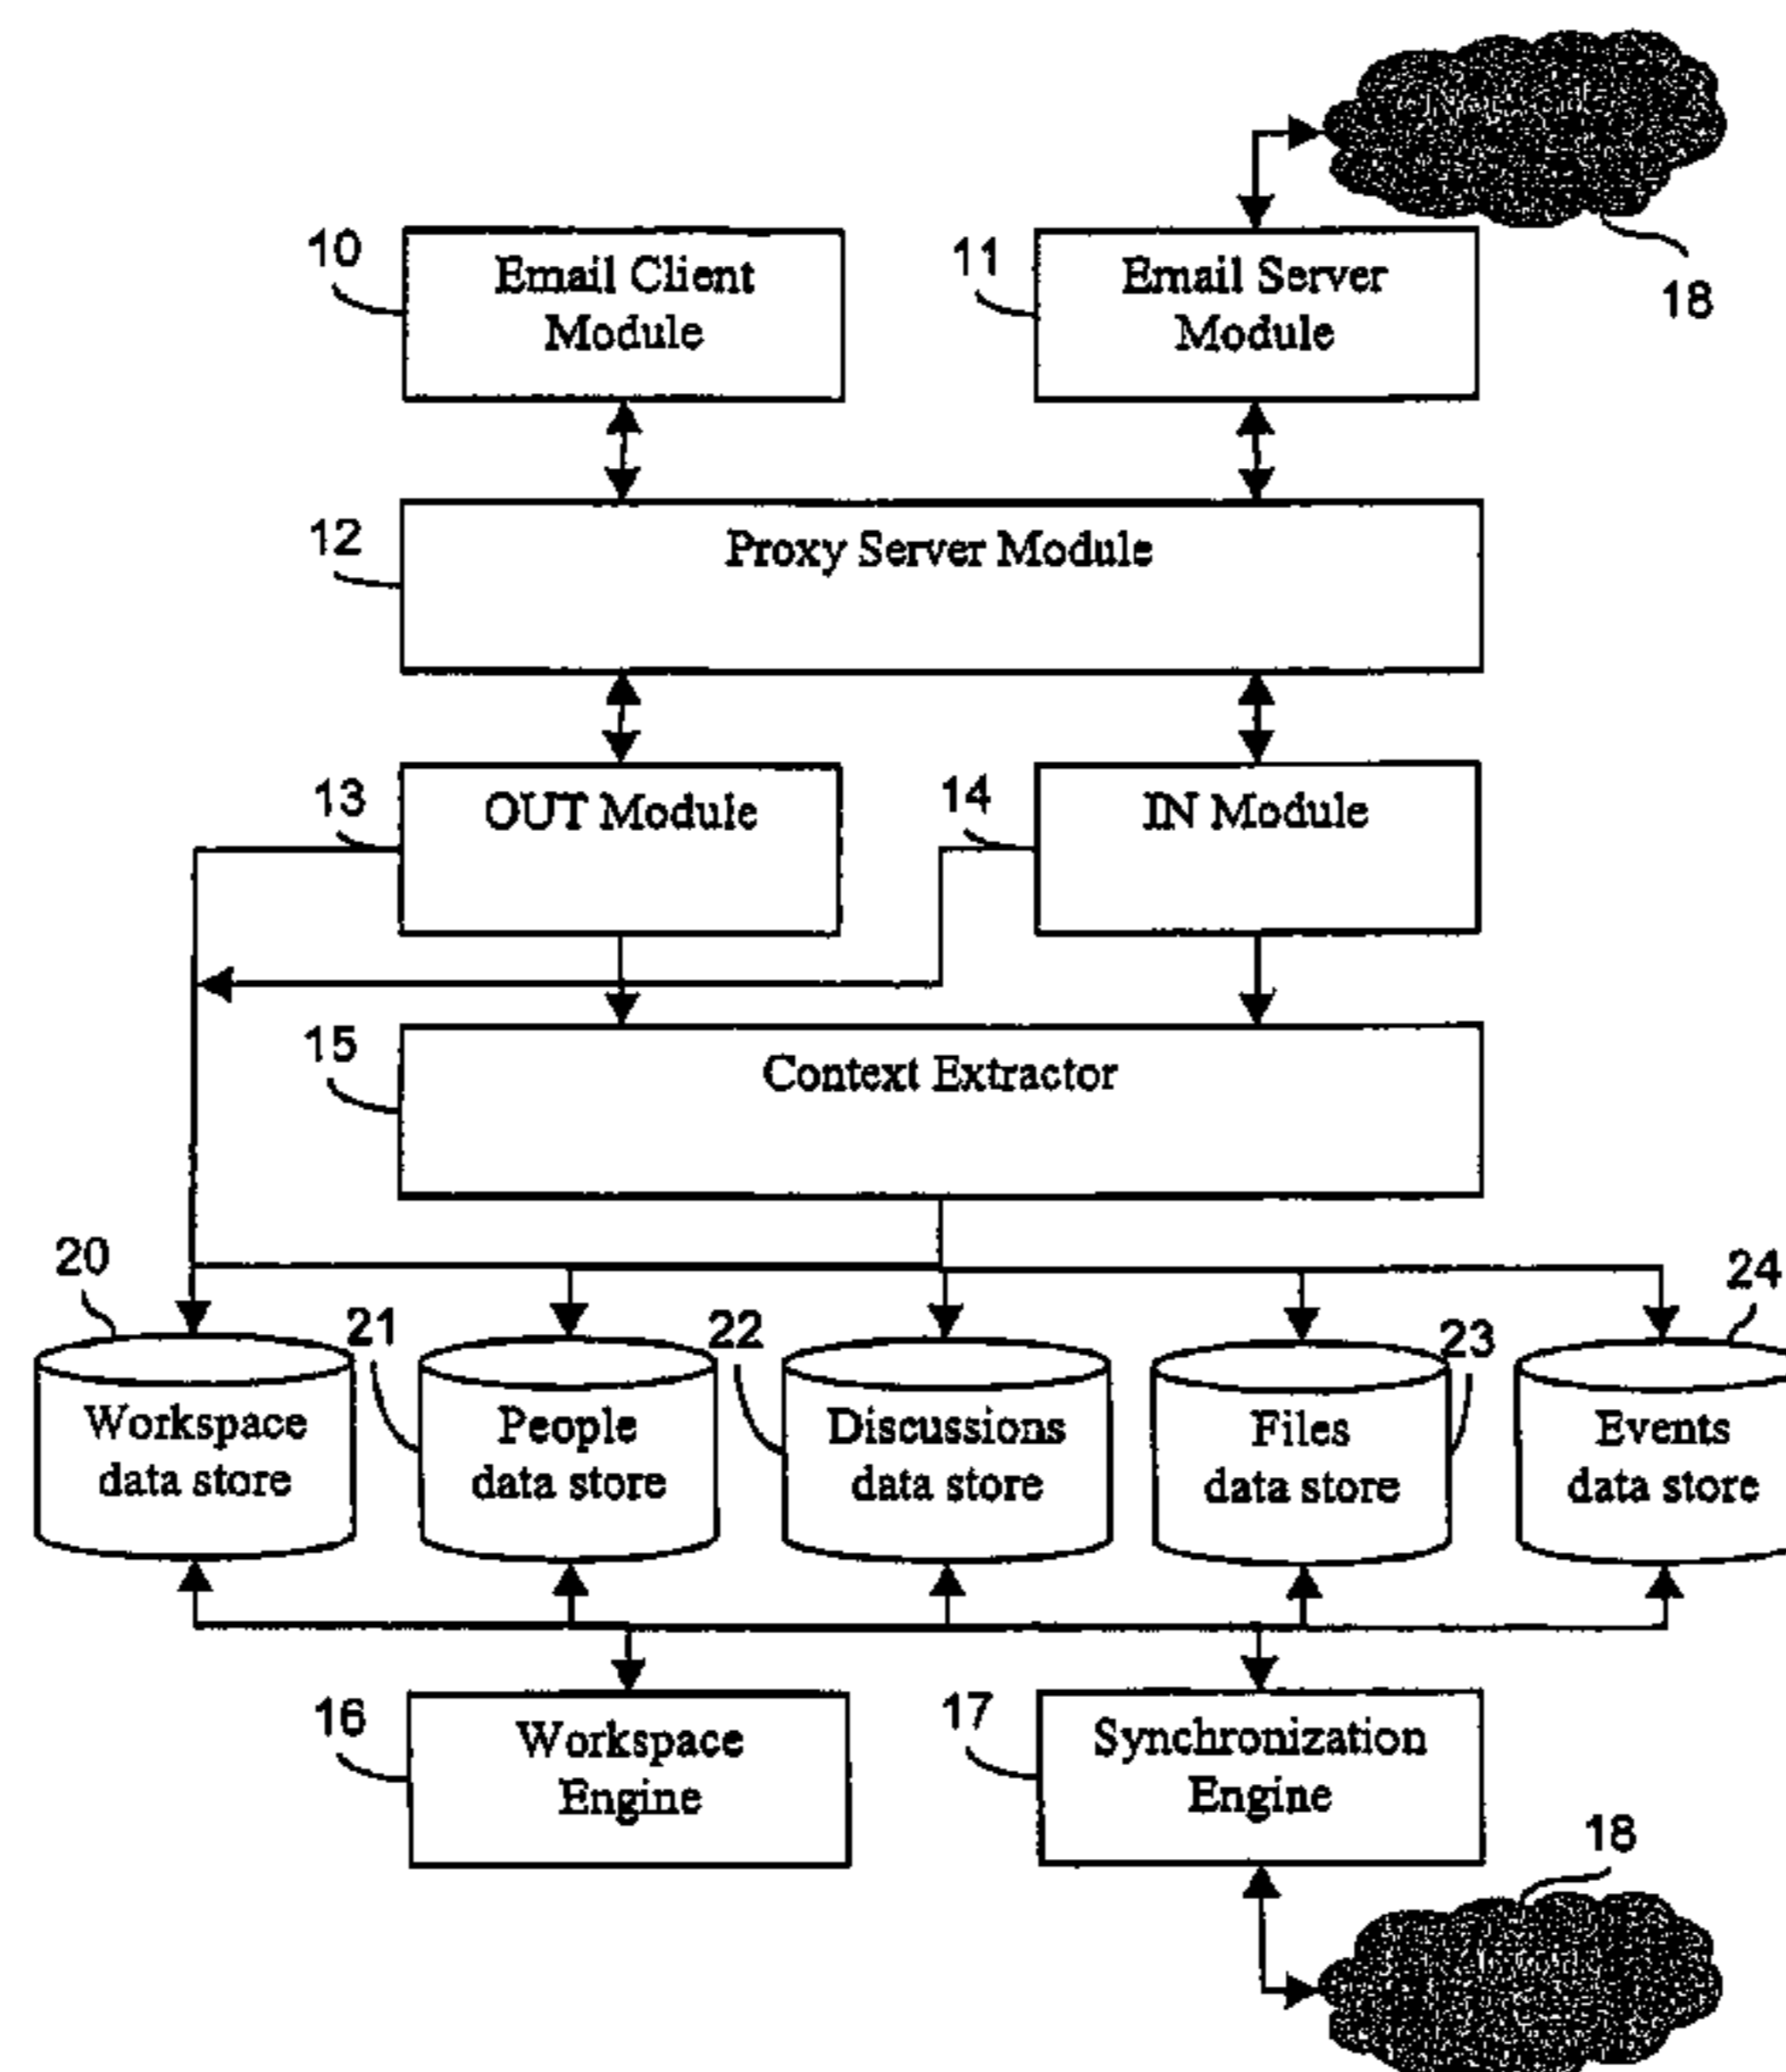 10
Email Client
Module
11
Email Server
Module
18
12
Proxy Server Module
13
OUT Module
14
IN Module
15
Context Extractor
20
Workspace
data store
21
People
data store
22
Discussions
data store
23
Files
data store
24
Events
data store
16
Workspace
Engine
17
Synchronization
Engine
18